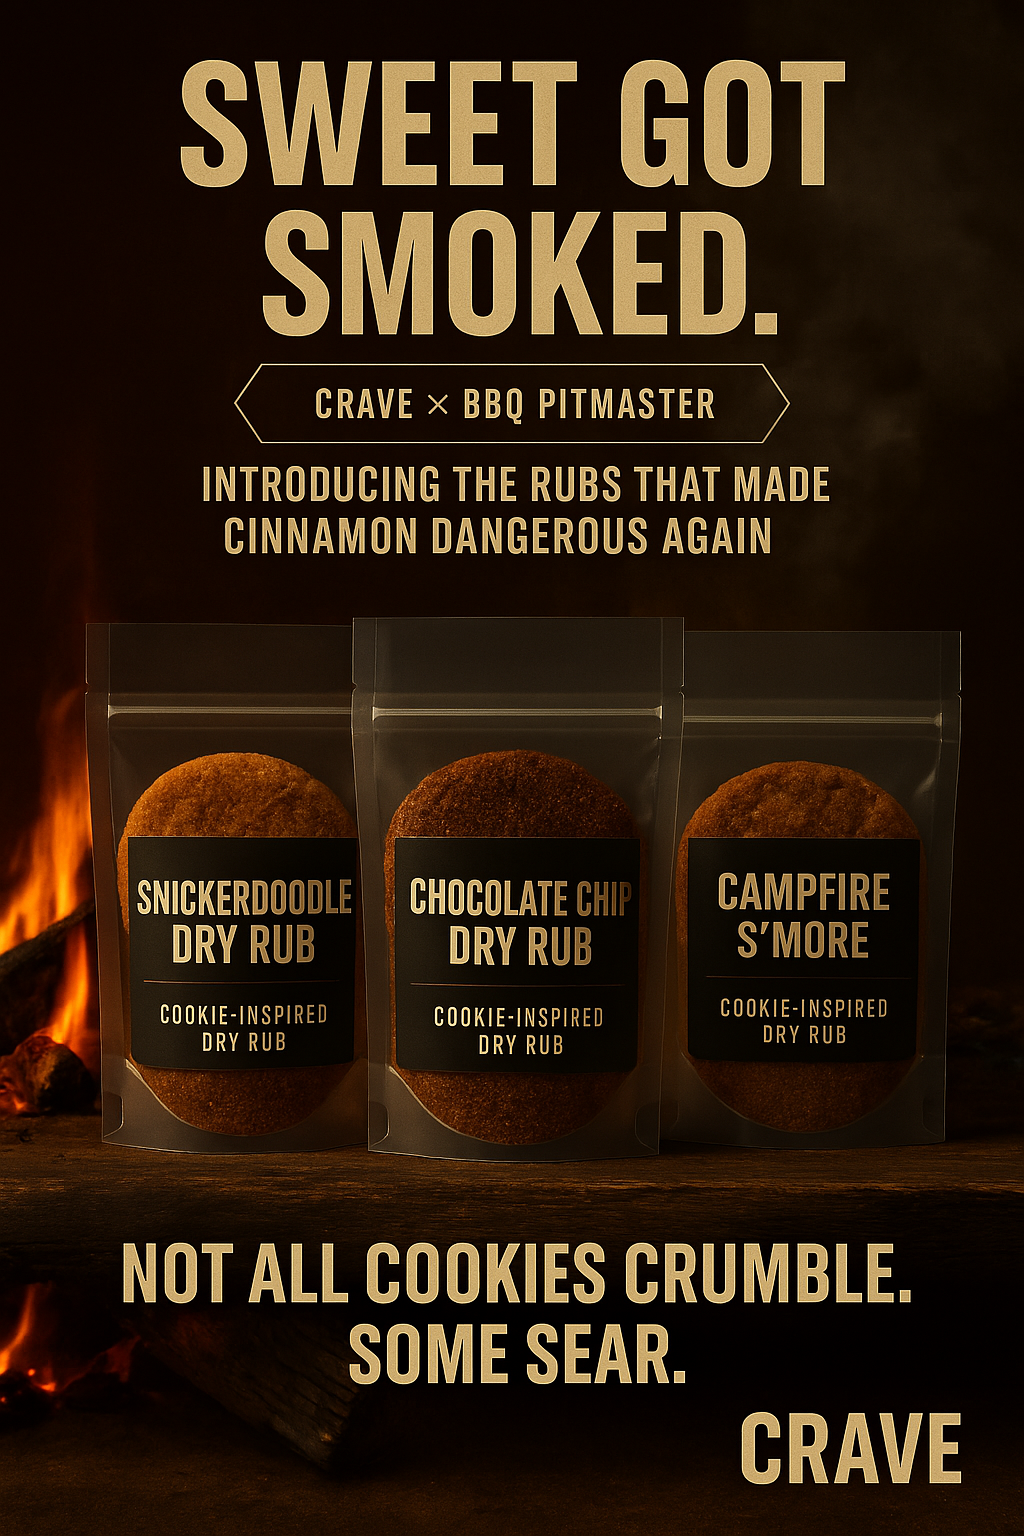 SWEET GOT
SMOKED.
CRAVE × BBQ PITMASTER
INTRODUCING THE RUBS THAT MADE
CINNAMON DANGEROUS AGAIN
SNICKERDOODLE
DRY RUB
COOKIE-INSPIRED
DRY RUB
CHOCOLATE CHIP
DRY RUB
COOKIE-INSPIRED
DRY RUB
CAMPFIRE
S'MORE
COOKIE-INSPIRED
DRY RUB
NOT ALL COOKIES CRUMBLE.
SOME SEAR.
CRAVE